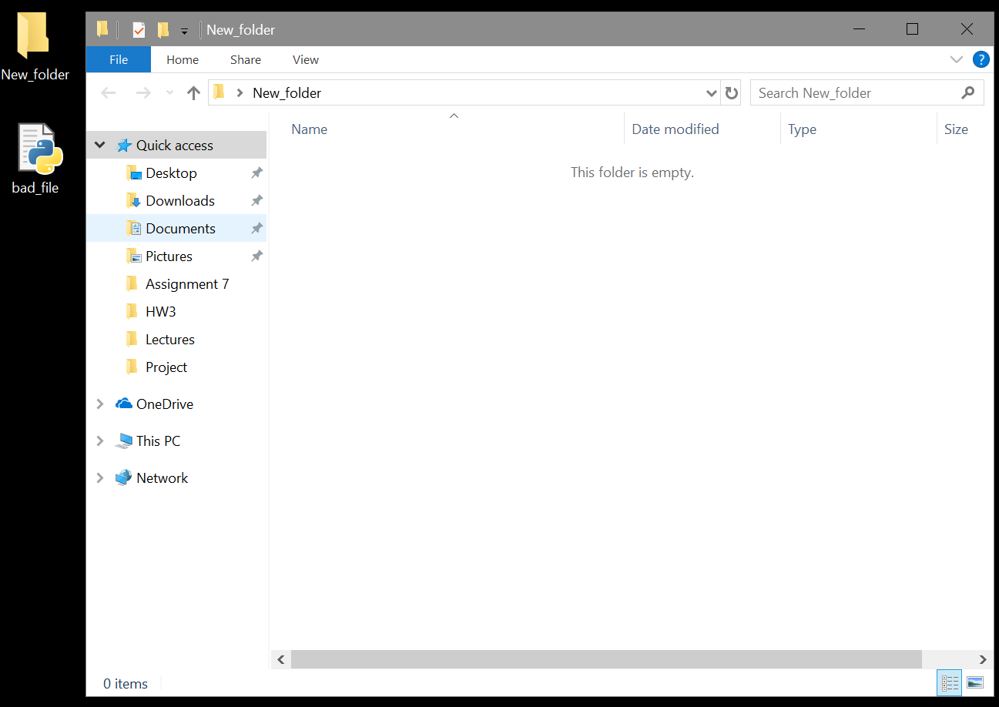 New_folder
bad_file
New_folder
File Home Share View
?
New_folder
Search New_folder
Name Date modified Type Size
This folder is empty.
Quick access
Desktop
Downloads
Documents
Pictures
Assignment 7
HW3
Lectures
Project
OneDrive
This PC
Network
0 items